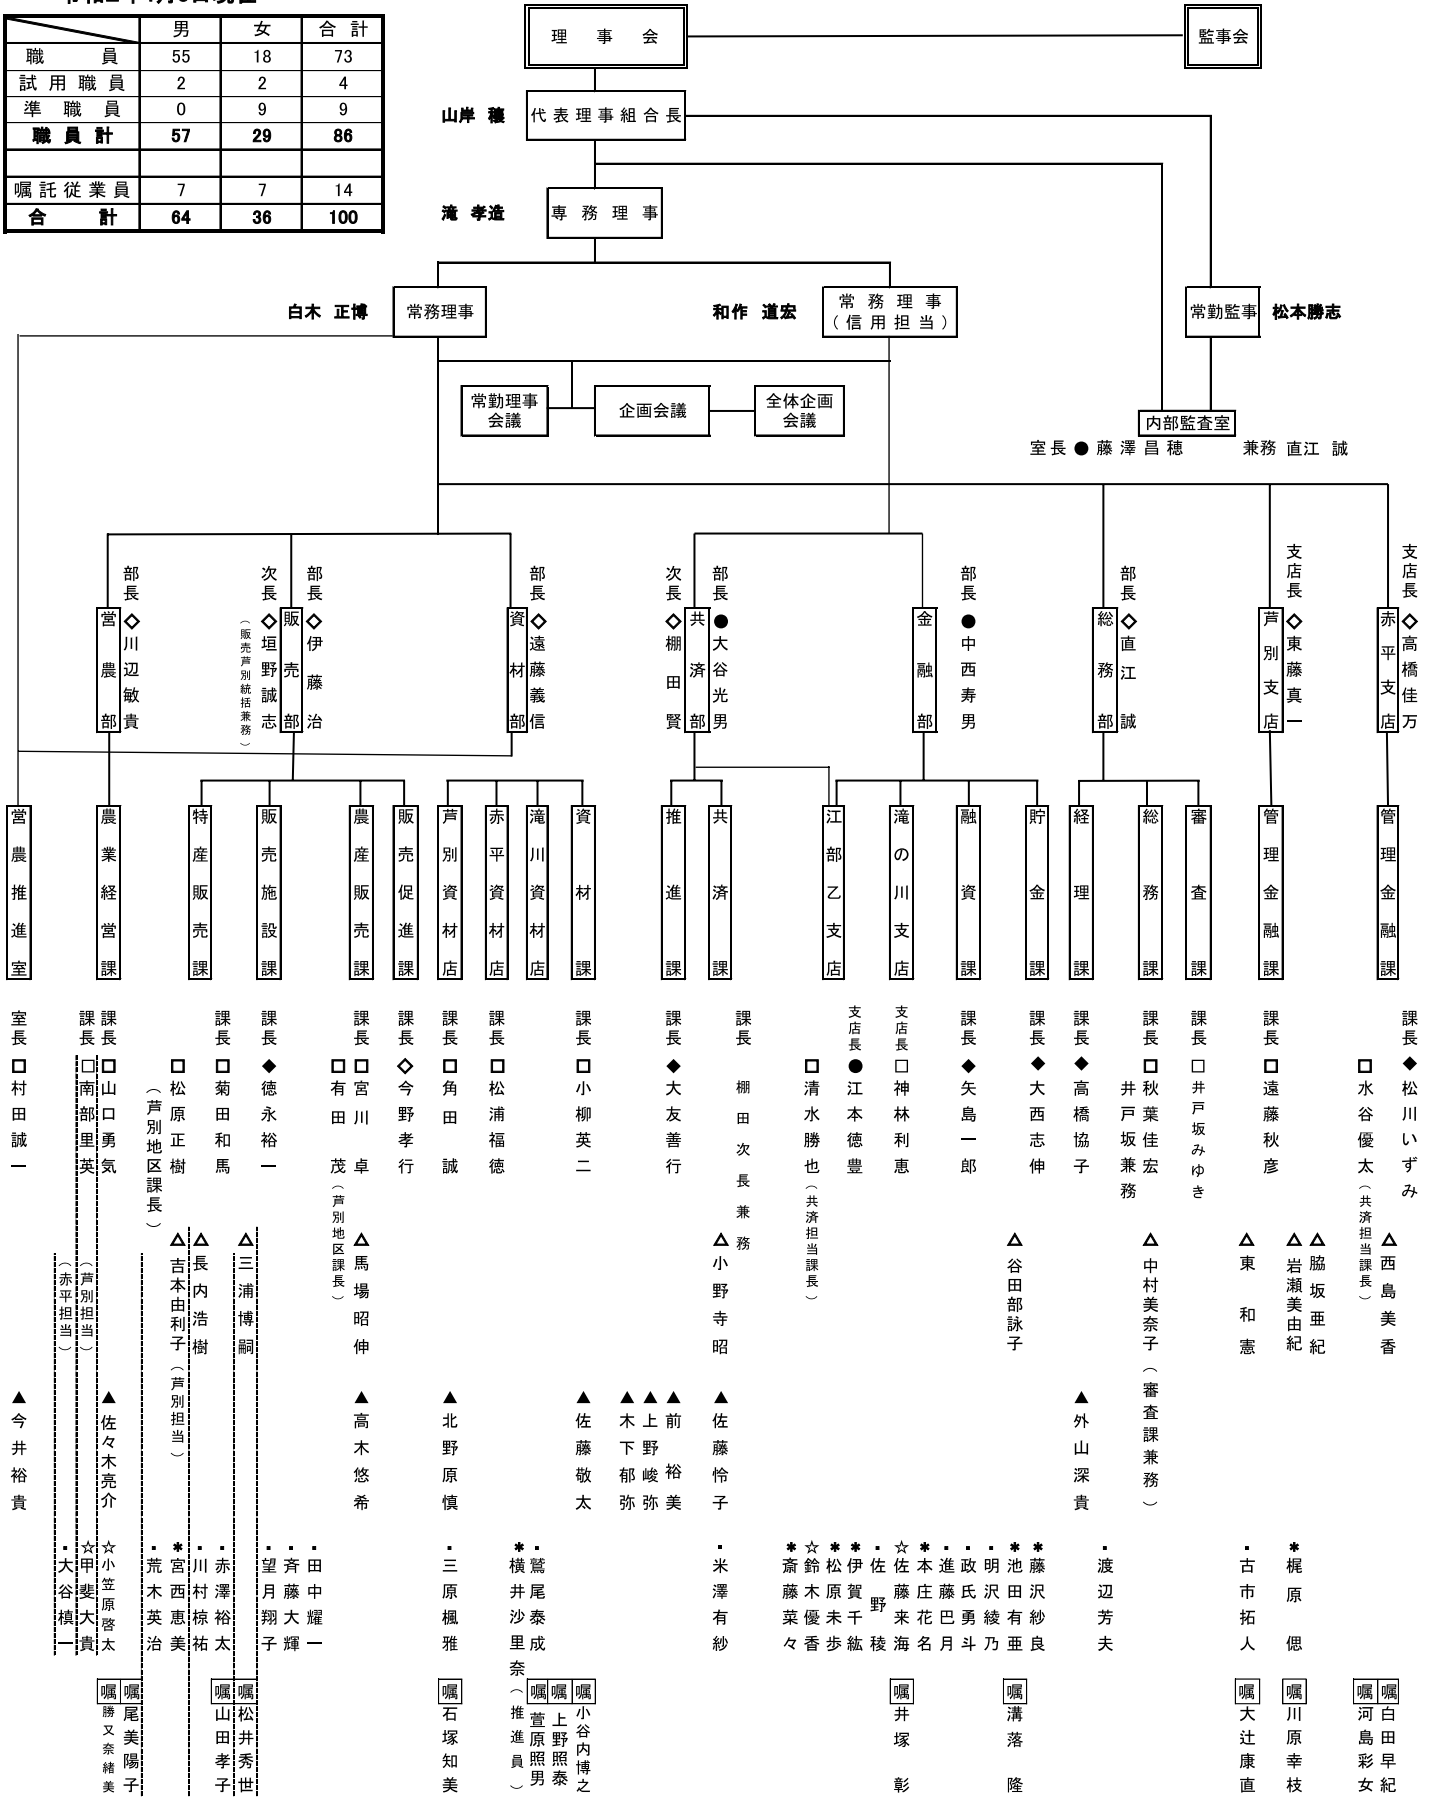 男 女 合計
職員 55 18 73
試用職員 2 2 4
準職員 0 9 9
職員計 57 29 86
嘱託従業員 7 7 14
合計 64 36 100
理事会
監事会
山岸 穣
代表理事組合長
滝 孝造
専務理事
白木 正博
常務理事
和作 道宏
常務理事
（信用担当）
常勤監事
松本勝志
常勤理事
会議
企画会議
全体企画
会議
内部監査室
室長●藤澤昌穂
兼務 直江 誠
営農部
部長◇川辺敏貴
（販売芦別統括兼務）
次長◇垣野誠志
販売部
部長◇伊藤治
資材部
部長◇遠藤義信
次長◇棚田賢
共済部
部長●大谷光男
金融部
部長●中西寿男
総務部
部長◇直江誠
芦別支店
支店長◇東藤真一
赤平支店
支店長◇高橋佳万
営農推進室
農業経営課
特産販売課
販売施設課
農産販売課
販売促進課
芦別資材店
赤平資材店
滝川資材店
資材課
推進課
共済課
江部乙支店
滝の川支店
融資課
貯金課
経理課
総務課
審査課
管理金融課
管理金融課
室長□村田誠一
課長□南部里英
（芦別担当）
（赤平担当）
課長□山口勇気
（芦別地区課長）
□松原正樹
課長□菊田和馬
課長◆徳永裕一
□有田茂（芦別地区課長）
課長□宮川卓
課長◇今野孝行
課長□角田誠
課長□松浦福徳
課長□小柳英二
課長◆大友善行
課長 棚田次長兼務
□清水勝也（共済担当課長）
支店長●江本徳豊
支店長□神林利恵
課長◆矢島一郎
課長◆大西志伸
課長◆高橋協子
井戸坂兼務
課長□秋葉佳宏
課長□井戸坂みゆき
課長□遠藤秋彦
□水谷優太（共済担当課長）
課長◆松川いずみ
△吉本由利子（芦別担当）
△長内浩樹
△三浦博嗣
△馬場昭伸
△小野寺昭
△谷田部詠子
△中村美奈子（審査課兼務）
△東和憲
△岩瀬美由紀
△脇坂亜紀
△西島美香
▲今井裕貴
▲佐々木亮介
▲高木悠希
▲北野原慎
▲佐藤敬太
▲木下郁弥
▲上野峻弥
▲前裕美
▲佐藤怜子
▲外山深貴
・大谷槙一
☆甲斐大貴
☆小笠原啓太
・荒木英治
＊宮西恵美
・川村椋祐
・赤澤裕太
・望月翔子
・斉藤大輝
・田中耀一
・三原楓雅
＊横井沙里奈（推進員）
・鷲尾泰成
・米澤有紗
＊斎藤菜々
☆鈴木優香
＊松原未歩
＊伊賀千紘
・佐野稜
☆佐藤来海
＊本庄花名
・進藤巴月
・政氏勇斗
・明沢綾乃
＊池田有亜
＊藤沢紗良
・渡辺芳夫
・古市拓人
＊梶原偲
嘱勝又奈緒美
嘱尾美陽子
嘱山田孝子
嘱松井秀世
嘱石塚知美
嘱萱原照男
嘱上野照泰
嘱小谷内博之
嘱井塚彰
嘱溝落隆
嘱大辻康直
嘱川原幸枝
嘱河島彩女
嘱白田早紀